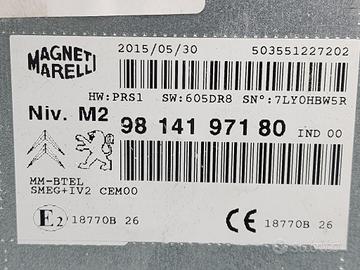 MAGNETI
MARELLI
2015/05/30 503551227202
HW:PRS1 SW:605DR8 SN°:7LY0HBW5R
Niv. M2 98 141 971 80 IND 00
MM-BTEL
SMEG+IV2 CEM00
E2 18770B 26 CE 18770B 26